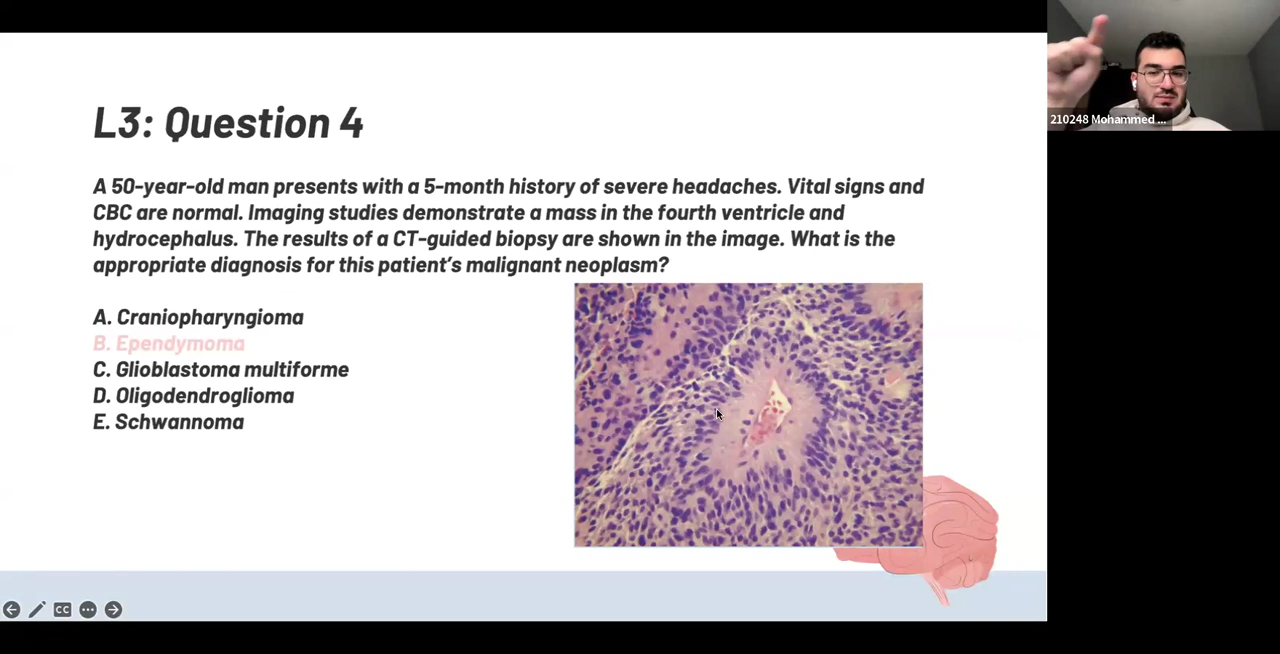 L3: Question 4
A 50-year-old man presents with a 5-month history of severe headaches. Vital signs and
CBC are normal. Imaging studies demonstrate a mass in the fourth ventricle and
hydrocephalus. The results of a CT-guided biopsy are shown in the image. What is the
appropriate diagnosis for this patient's malignant neoplasm?
A. Craniopharyngioma
B. Ependymoma
C. Glioblastoma multiforme
D. Oligodendroglioma
E. Schwannoma
210248 Mohammed ...
CC